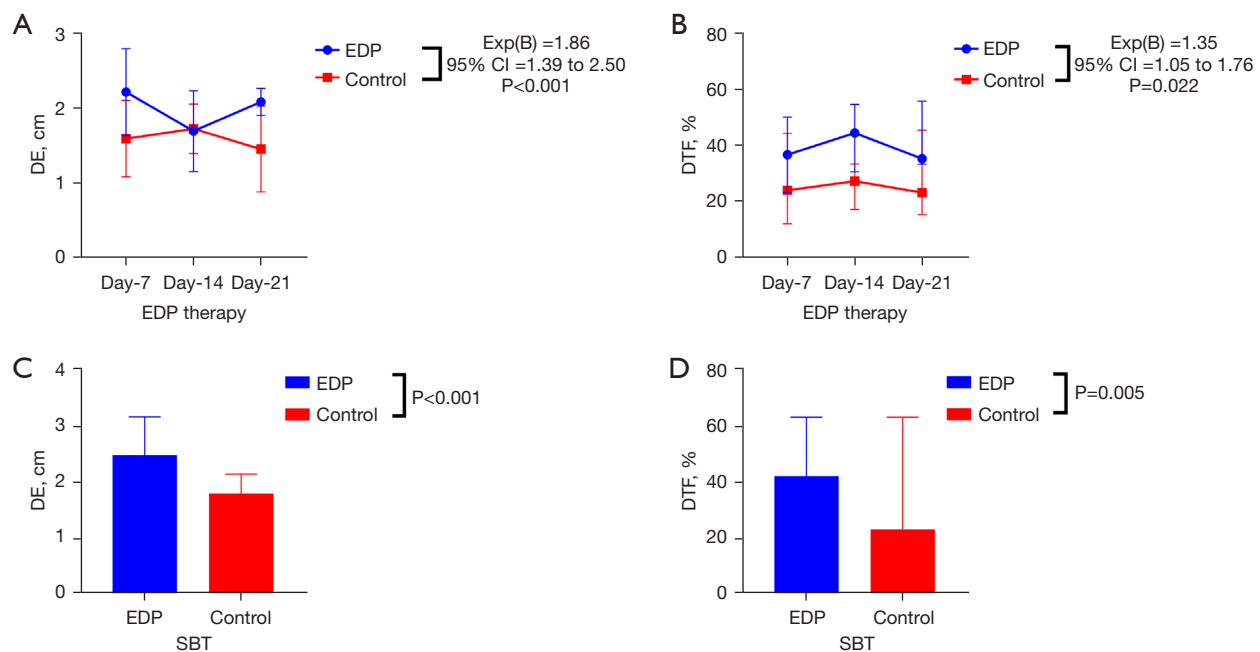 A
3
2
1
0
DE, cm
EDP
Control
Exp(B) =1.86
95% CI =1.39 to 2.50
P<0.001
Day-7 Day-14 Day-21
EDP therapy
B
80
60
40
20
0
DTF, %
EDP
Control
Exp(B) =1.35
95% CI =1.05 to 1.76
P=0.022
Day-7 Day-14 Day-21
EDP therapy
C
4
3
2
1
0
DE, cm
EDP
Control
P<0.001
EDP Control
SBT
D
80
60
40
20
0
DTF, %
EDP
Control
P=0.005
EDP Control
SBT